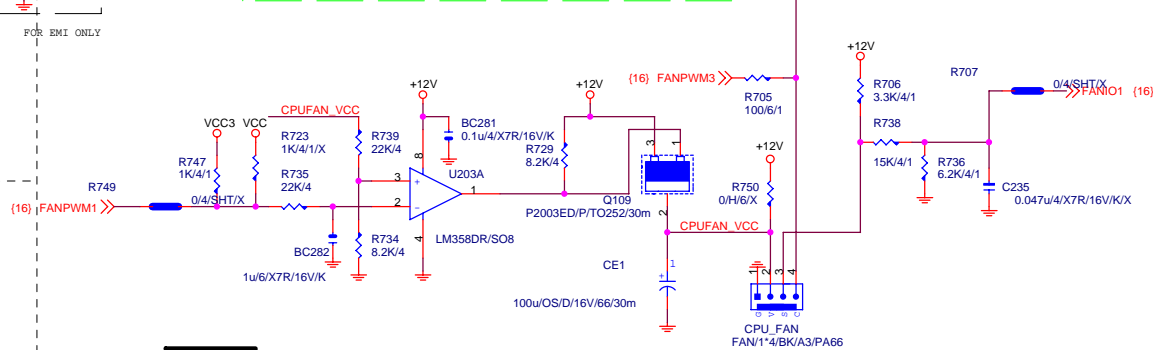 FOR EMI ONLY
{16} FANPWM1
R749
0/4/SHT/X
VCC3
VCC
R747
1K/4/1
R723
1K/4/1/X
R735
22K/4
BC282
1u/6/X7R/16V/K
CPUFAN_VCC
R739
22K/4
R734
8.2K/4
+12V
BC281
0.1u/4/X7R/16V/K
8
3
+
2
-
1
4
U203A
LM358DR/SO8
+12V
R729
8.2K/4
3
1
2
Q109
P2003ED/P/TO252/30m
CPUFAN_VCC
CE1
1
+
100u/OS/D/16V/66/30m
{16} FANPWM3
R705
100/6/1
+12V
R750
0/H/6/X
1
2
3
4
G
V
S
C
CPU_FAN
FAN/1*4/BK/A3/PA66
+12V
R706
3.3K/4/1
R738
15K/4/1
R736
6.2K/4/1
R707
0/4/SHT/X
FANIO1 {16}
C235
0.047u/4/X7R/16V/K/X